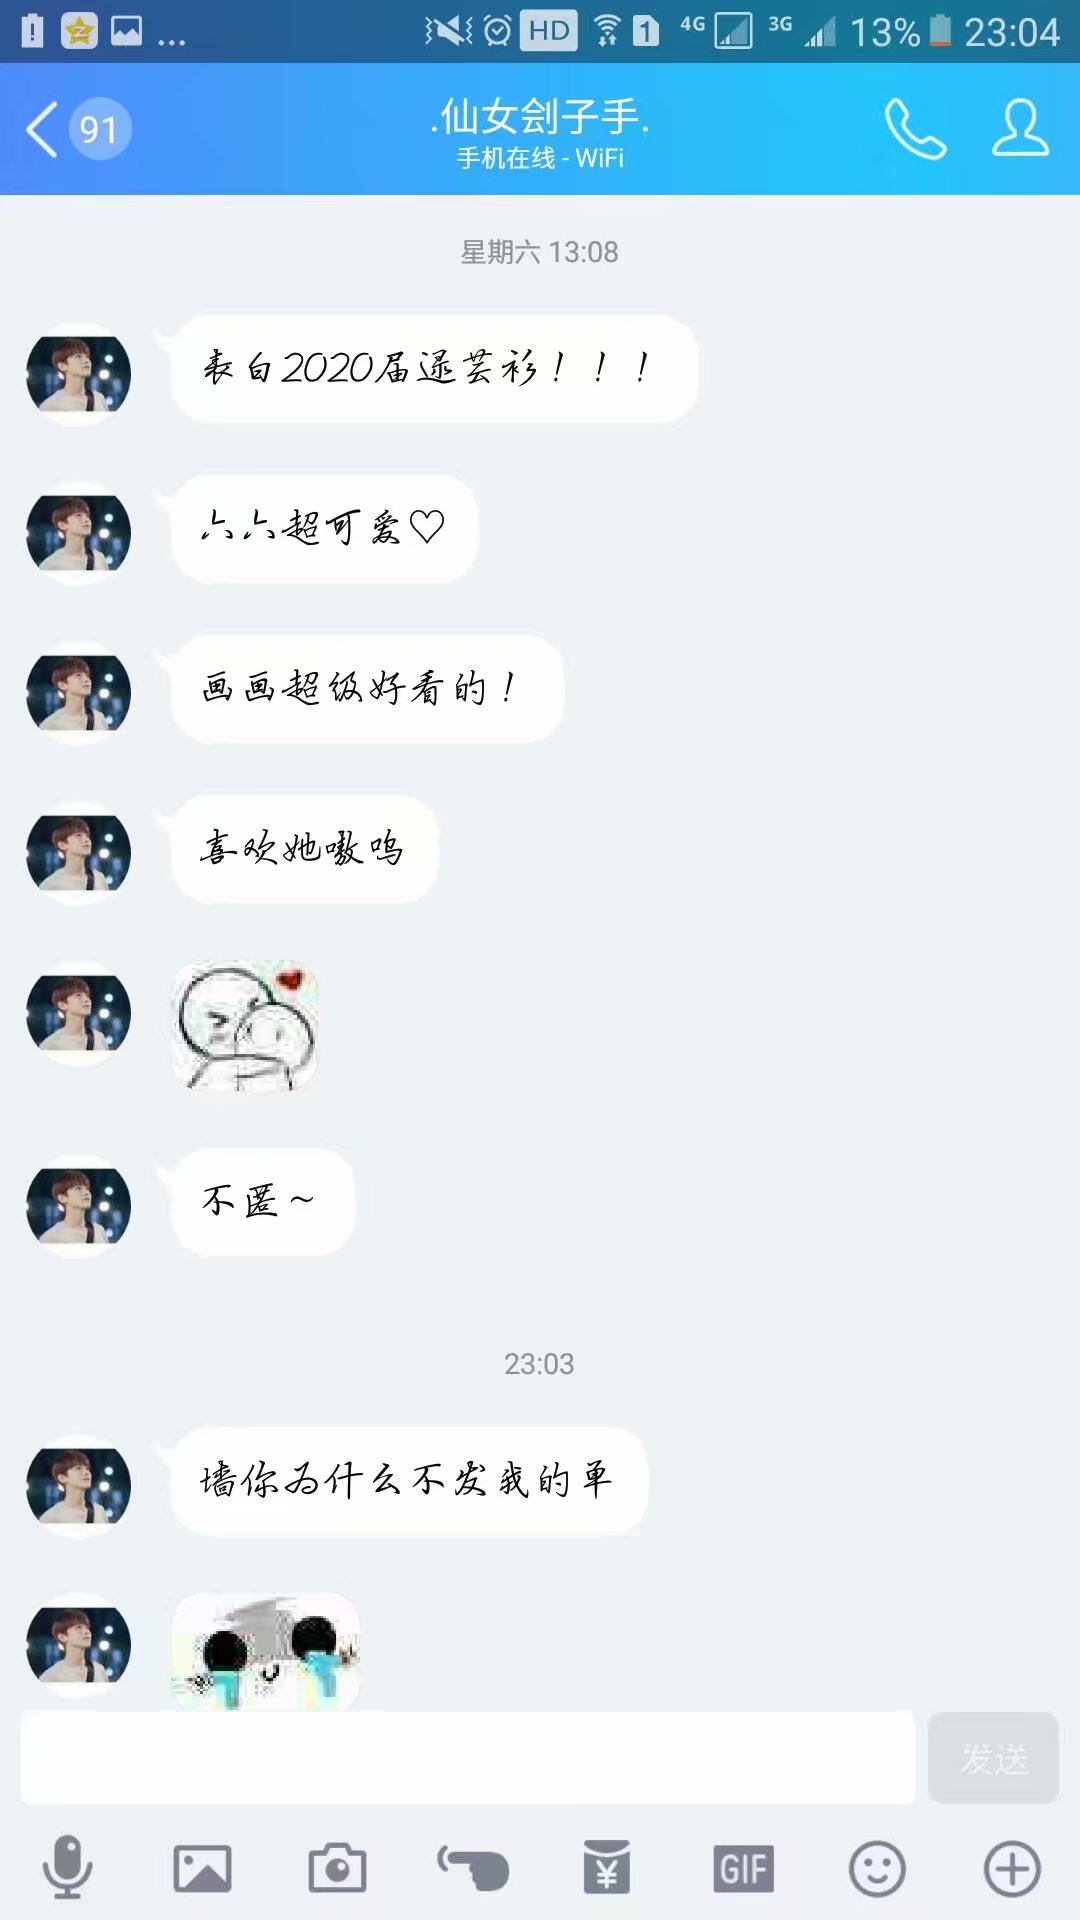 HD
1
4G
3G
13%
23:04
91
.仙女刽子手.
手机在线 - WiFi
星期六 13:08
表白2020届逯芸衫！！！
六六超可爱♡
画画超级好看的！
喜欢她嗷呜
不匿～
23:03
墙你为什么不发我的单
发送
GIF